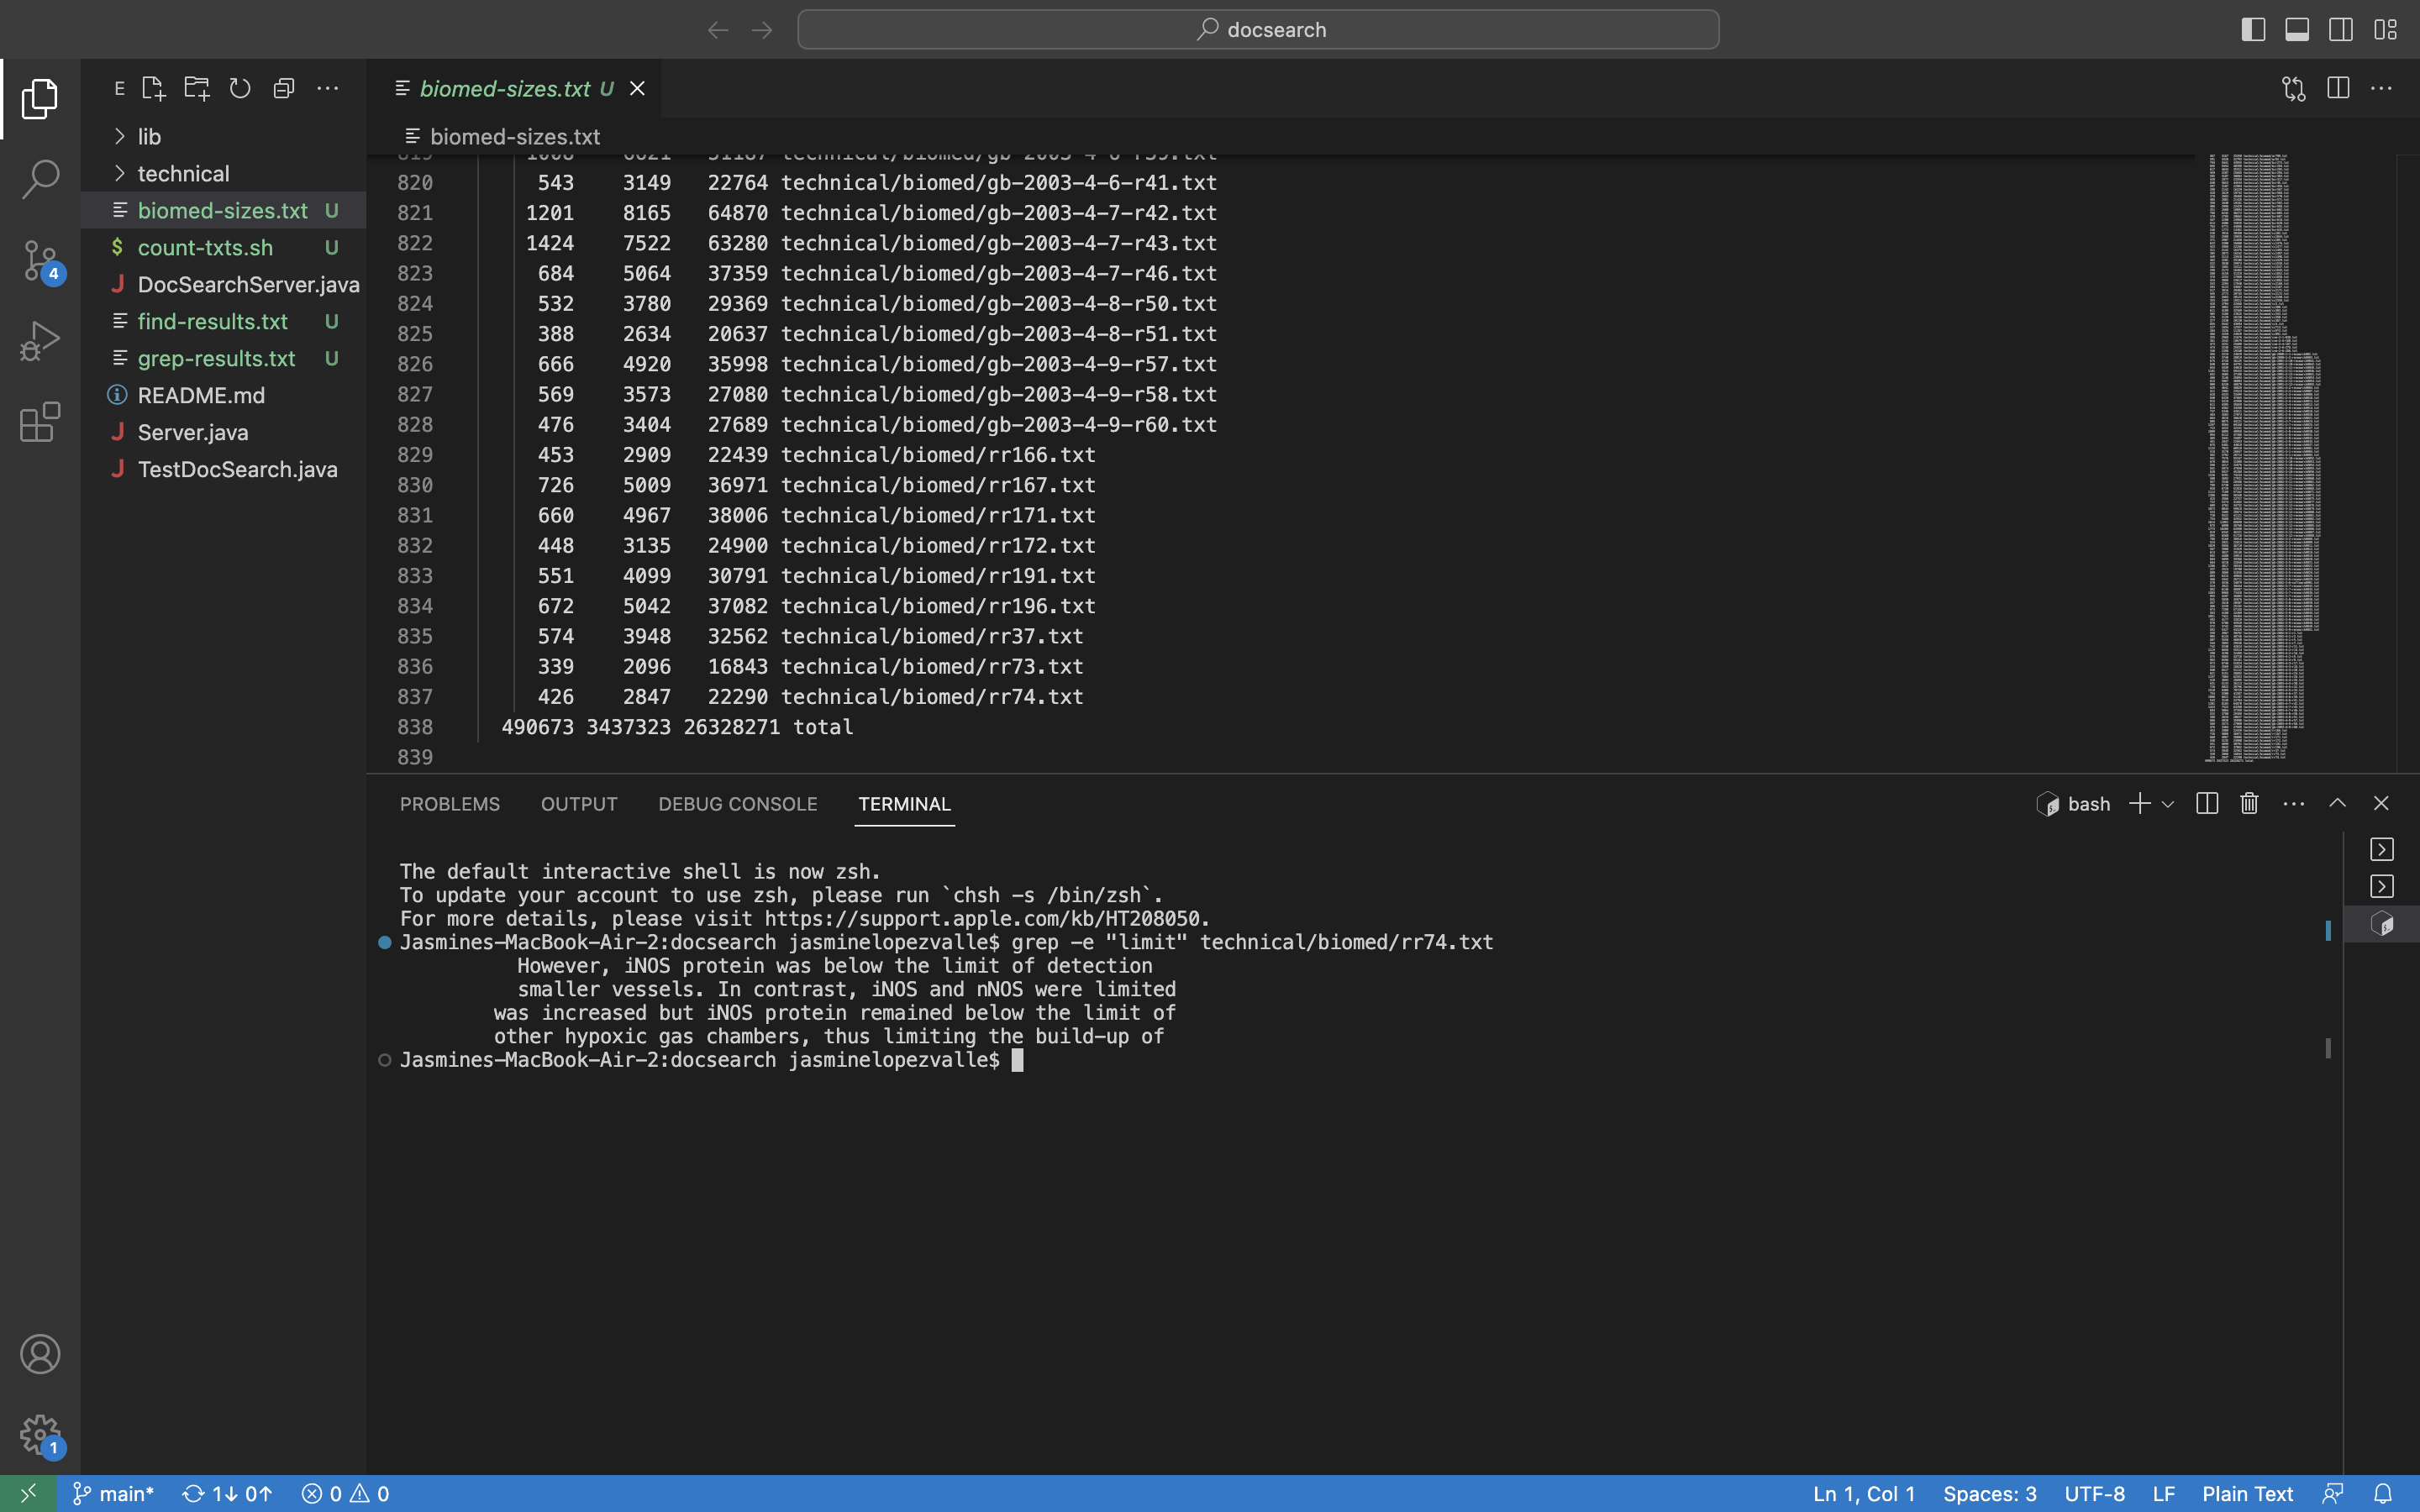 docsearch
E
lib
technical
biomed-sizes.txt U
count-txts.sh U
DocSearchServer.java
find-results.txt U
grep-results.txt U
README.md
Server.java
TestDocSearch.java
4
1
biomed-sizes.txt U
biomed-sizes.txt
820 543 3149 22764 technical/biomed/gb-2003-4-6-r41.txt
821 1201 8165 64870 technical/biomed/gb-2003-4-7-r42.txt
822 1424 7522 63280 technical/biomed/gb-2003-4-7-r43.txt
823 684 5064 37359 technical/biomed/gb-2003-4-7-r46.txt
824 532 3780 29369 technical/biomed/gb-2003-4-8-r50.txt
825 388 2634 20637 technical/biomed/gb-2003-4-8-r51.txt
826 666 4920 35998 technical/biomed/gb-2003-4-9-r57.txt
827 569 3573 27080 technical/biomed/gb-2003-4-9-r58.txt
828 476 3404 27689 technical/biomed/gb-2003-4-9-r60.txt
829 453 2909 22439 technical/biomed/rr166.txt
830 726 5009 36971 technical/biomed/rr167.txt
831 660 4967 38006 technical/biomed/rr171.txt
832 448 3135 24900 technical/biomed/rr172.txt
833 551 4099 30791 technical/biomed/rr191.txt
834 672 5042 37082 technical/biomed/rr196.txt
835 574 3948 32562 technical/biomed/rr37.txt
836 339 2096 16843 technical/biomed/rr73.txt
837 426 2847 22290 technical/biomed/rr74.txt
838 490673 3437323 26328271 total
839
PROBLEMS OUTPUT DEBUG CONSOLE TERMINAL bash
The default interactive shell is now zsh.
To update your account to use zsh, please run `chsh -s /bin/zsh`.
For more details, please visit https://support.apple.com/kb/HT208050.
Jasmines-MacBook-Air-2:docsearch jasminelopezvalle$ grep -e "limit" technical/biomed/rr74.txt
However, iNOS protein was below the limit of detection
smaller vessels. In contrast, iNOS and nNOS were limited
was increased but iNOS protein remained below the limit of
other hypoxic gas chambers, thus limiting the build-up of
Jasmines-MacBook-Air-2:docsearch jasminelopezvalle$
main* 1↓ 0↑ 0 0 Ln 1, Col 1 Spaces: 3 UTF-8 LF Plain Text